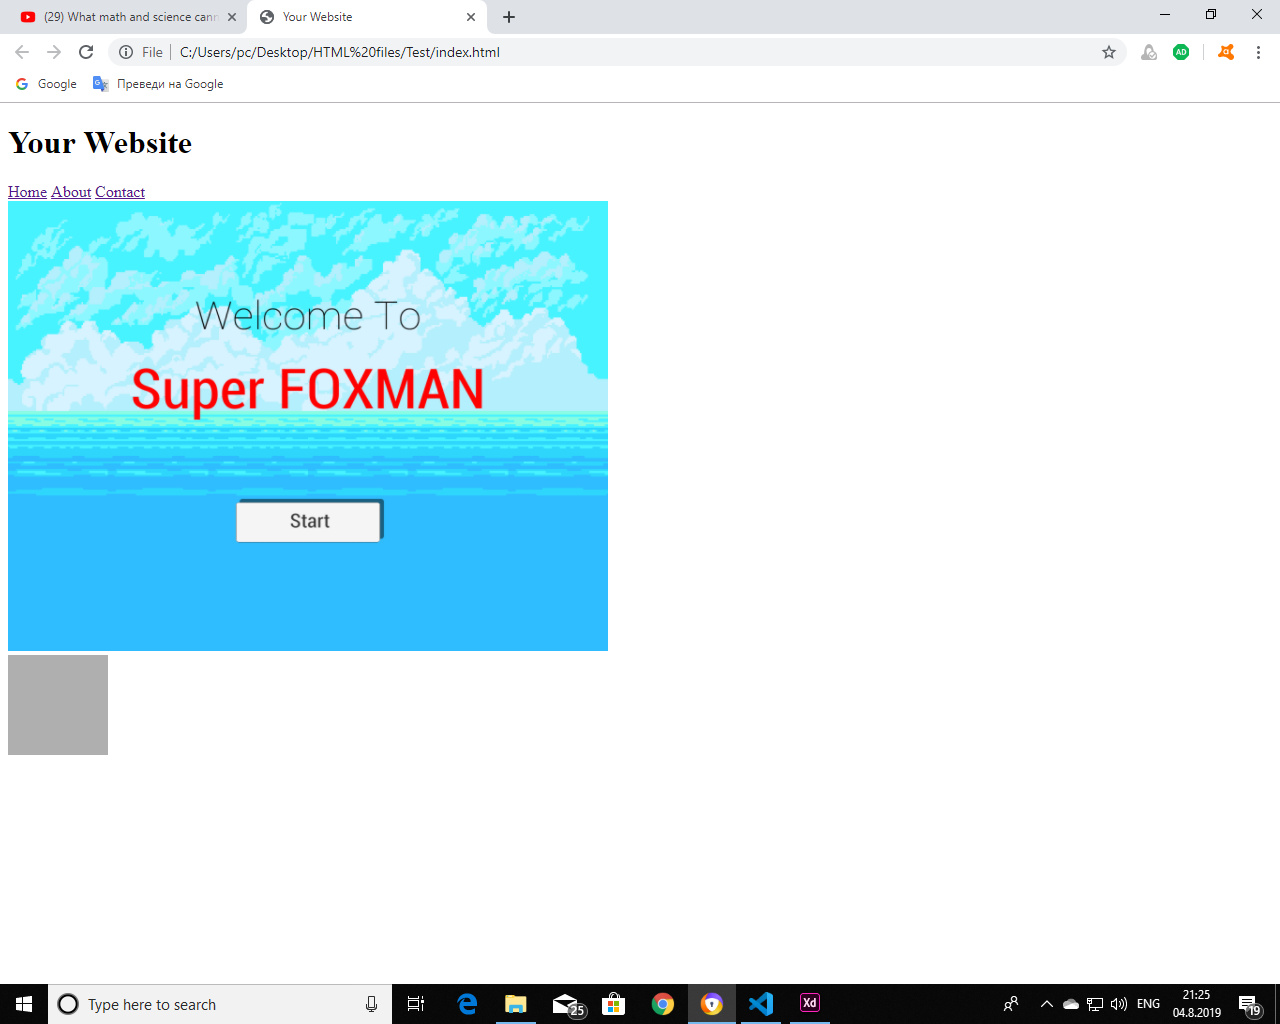 (29) What math and science cann
Your Website
File
C:/Users/pc/Desktop/HTML%20files/Test/index.html
AD
Google
Преведи на Google
Your Website
Home About Contact
Welcome To
Super FOXMAN
Start
Type here to search
25
Xd
ENG
21:25
04.8.2019
19